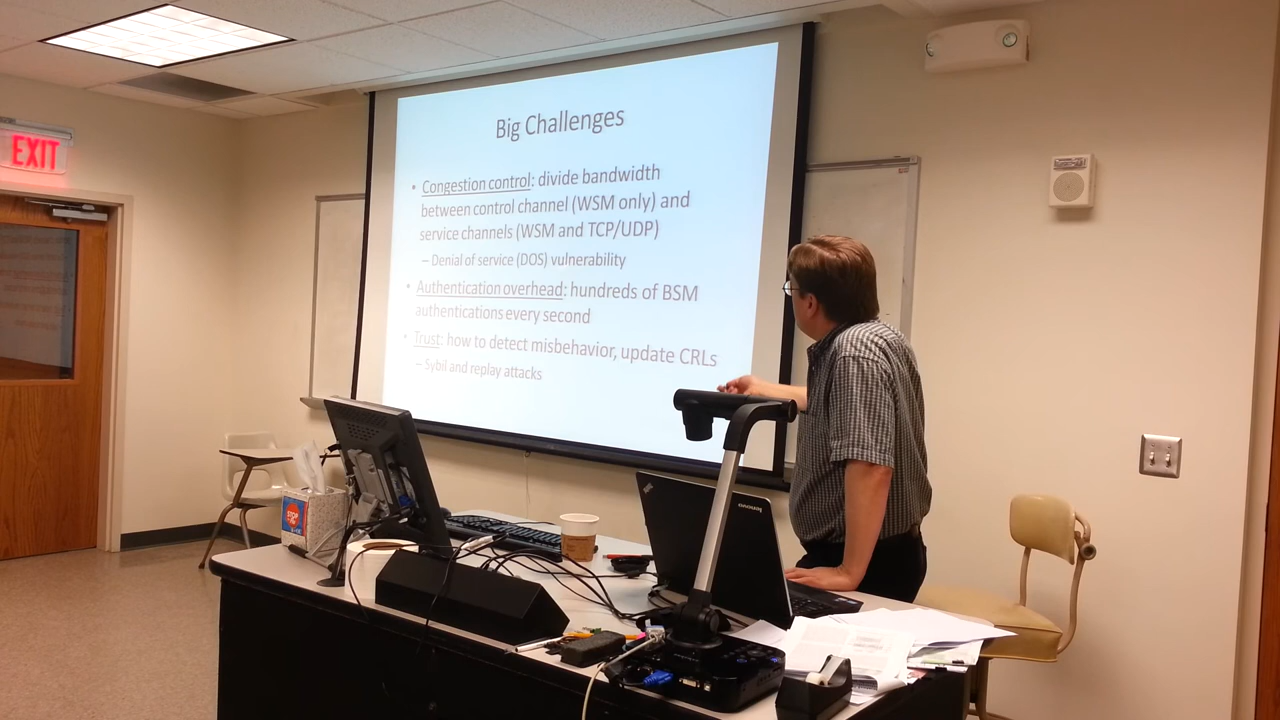 EXIT
Big Challenges
• Congestion control: divide bandwidth
between control channel (WSM only) and
service channels (WSM and TCP/UDP)
– Denial of service (DOS) vulnerability
• Authentication overhead: hundreds of BSM
authentications every second
• Trust: how to detect misbehavior, update CRLs
– Sybil and replay attacks
STOP
lenovo